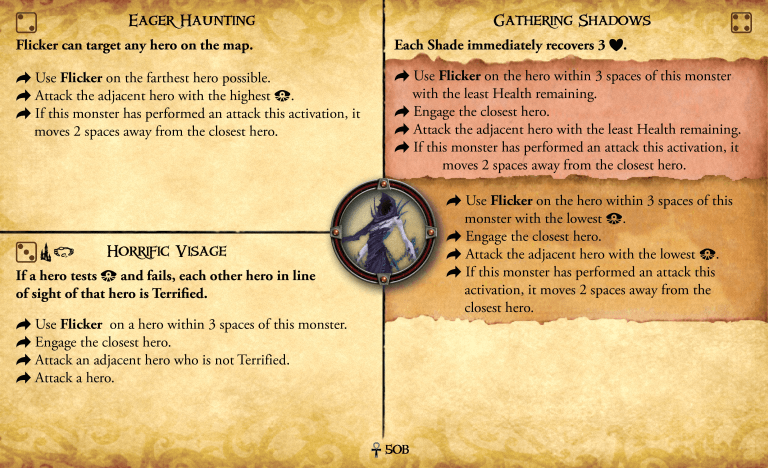 Eager Haunting
Flicker can target any hero on the map.
Use Flicker on the farthest hero possible.
Attack the adjacent hero with the highest .
If this monster has performed an attack this activation, it
moves 2 spaces away from the closest hero.
Horrific Visage
If a hero tests and fails, each other hero in line
of sight of that hero is Terrified.
Use Flicker on a hero within 3 spaces of this monster.
Engage the closest hero.
Attack an adjacent hero who is not Terrified.
Attack a hero.
Gathering Shadows
Each Shade immediately recovers 3 ♥.
Use Flicker on the hero within 3 spaces of this monster
with the least Health remaining.
Engage the closest hero.
Attack the adjacent hero with the least Health remaining.
If this monster has performed an attack this activation, it
moves 2 spaces away from the closest hero.
Use Flicker on the hero within 3 spaces of this
monster with the lowest .
Engage the closest hero.
Attack the adjacent hero with the lowest .
If this monster has performed an attack this
activation, it moves 2 spaces away from the
closest hero.
50B